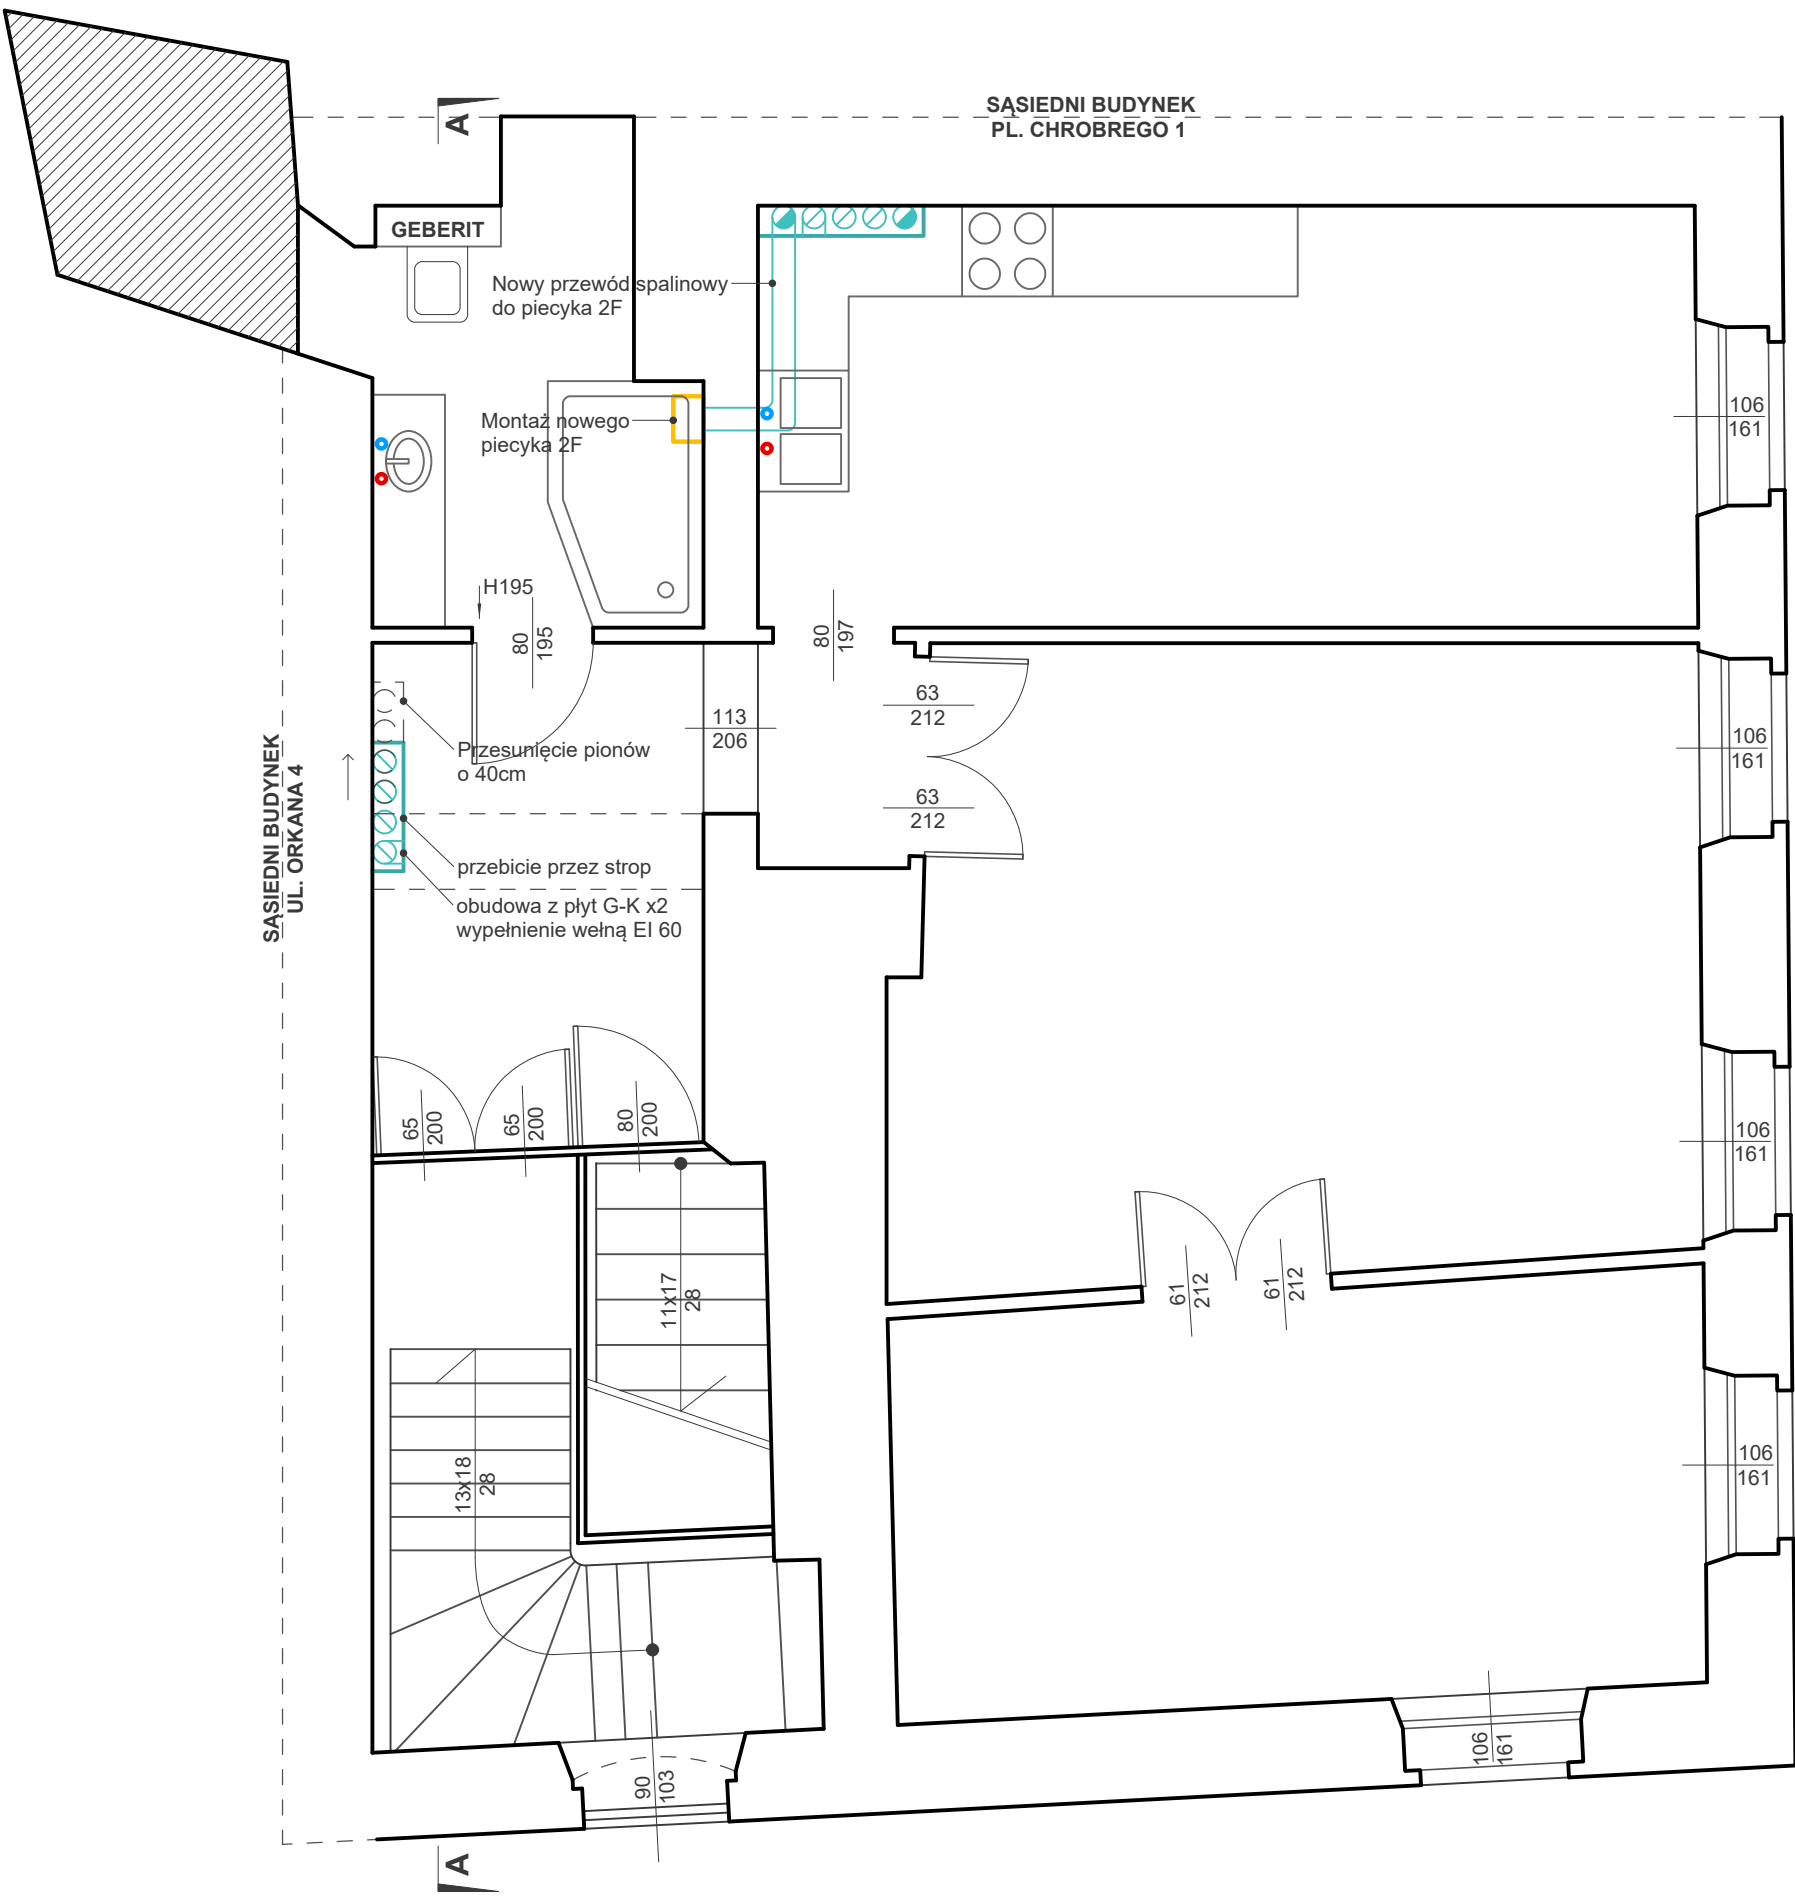 A
SĄSIEDNI BUDYNEK
PL. CHROBREGO 1
GEBERIT
Nowy przewód spalinowy
do piecyka 2F
Montaż nowego
piecyka 2F
106
161
H195
80
195
80
197
63
212
113
206
106
161
Przesunięcie pionów
o 40cm
63
212
SĄSIEDNI BUDYNEK
UL. ORKANA 4
przebicie przez strop
obudowa z płyt G-K x2
wypełnienie wełną EI 60
65
200
65
200
80
200
106
161
11x17
28
61
212
61
212
13x18
28
106
161
106
161
90
103
A